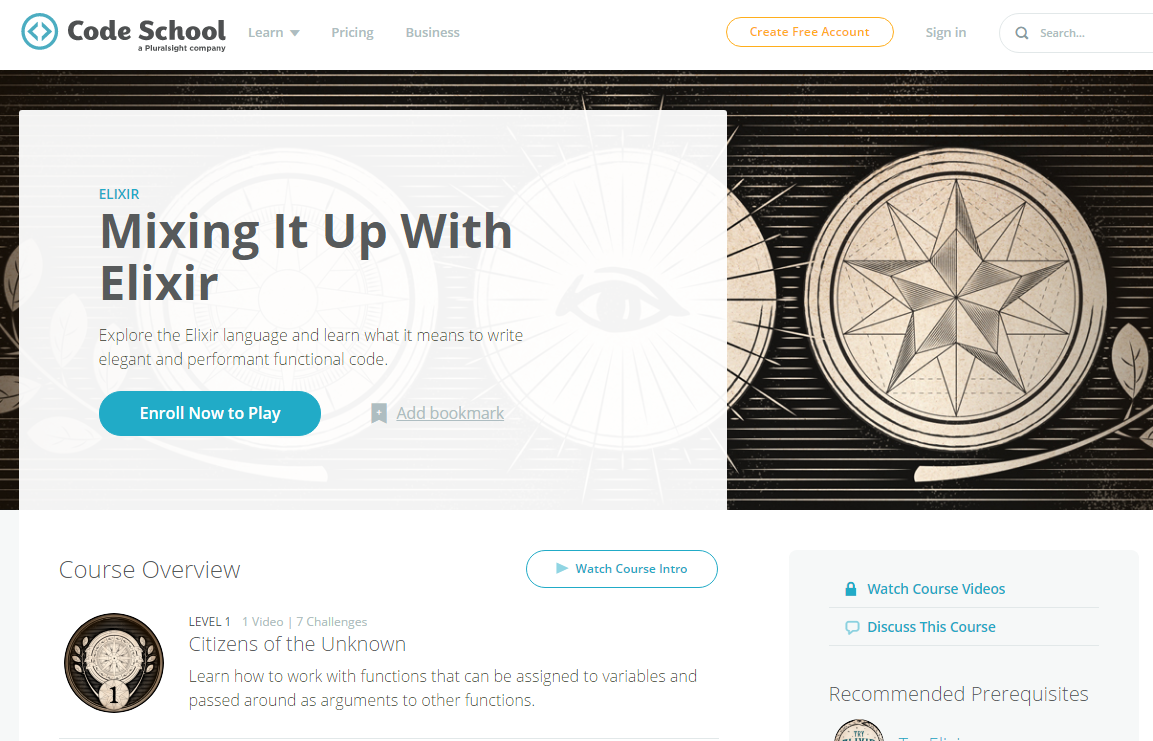 Code School
a Pluralsight company
Learn
Pricing
Business
Create Free Account
Sign in
Search...
ELIXIR
Mixing It Up With
Elixir
Explore the Elixir language and learn what it means to write
elegant and performant functional code.
Enroll Now to Play
Add bookmark
Course Overview
Watch Course Intro
LEVEL 1 1 Video | 7 Challenges
Citizens of the Unknown
Learn how to work with functions that can be assigned to variables and
passed around as arguments to other functions.
1
Watch Course Videos
Discuss This Course
Recommended Prerequisites
TRY
ELIXIR
Try Elixir